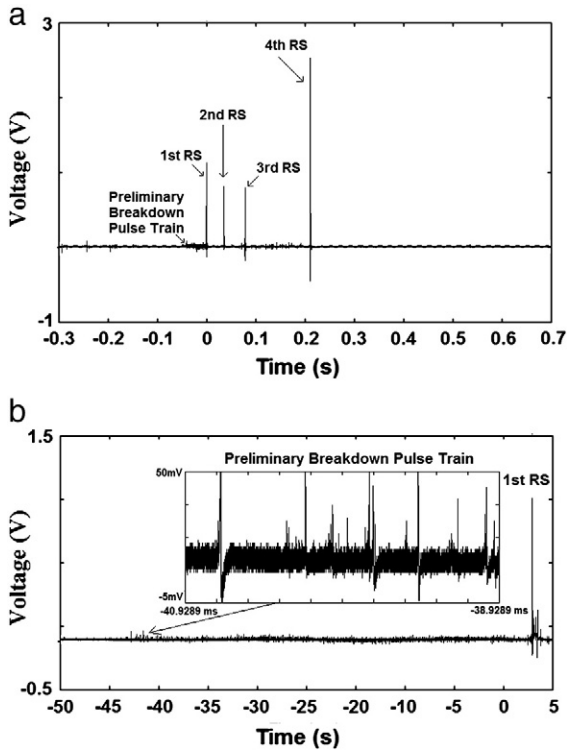 a
3
4th RS
2nd RS
1st RS
3rd RS
Preliminary
Breakdown
Pulse Train
Voltage (V)
-1
-0.3 -0.2 -0.1 0 0.1 0.2 0.3 0.4 0.5 0.6 0.7
Time (s)
b
1.5
Preliminary Breakdown Pulse Train
50mV
1st RS
Voltage (V)
-5mV
-40.9289 ms -38.9289 ms
-0.5
-50 -45 -40 -35 -30 -25 -20 -15 -10 -5 0 5
Time (s)